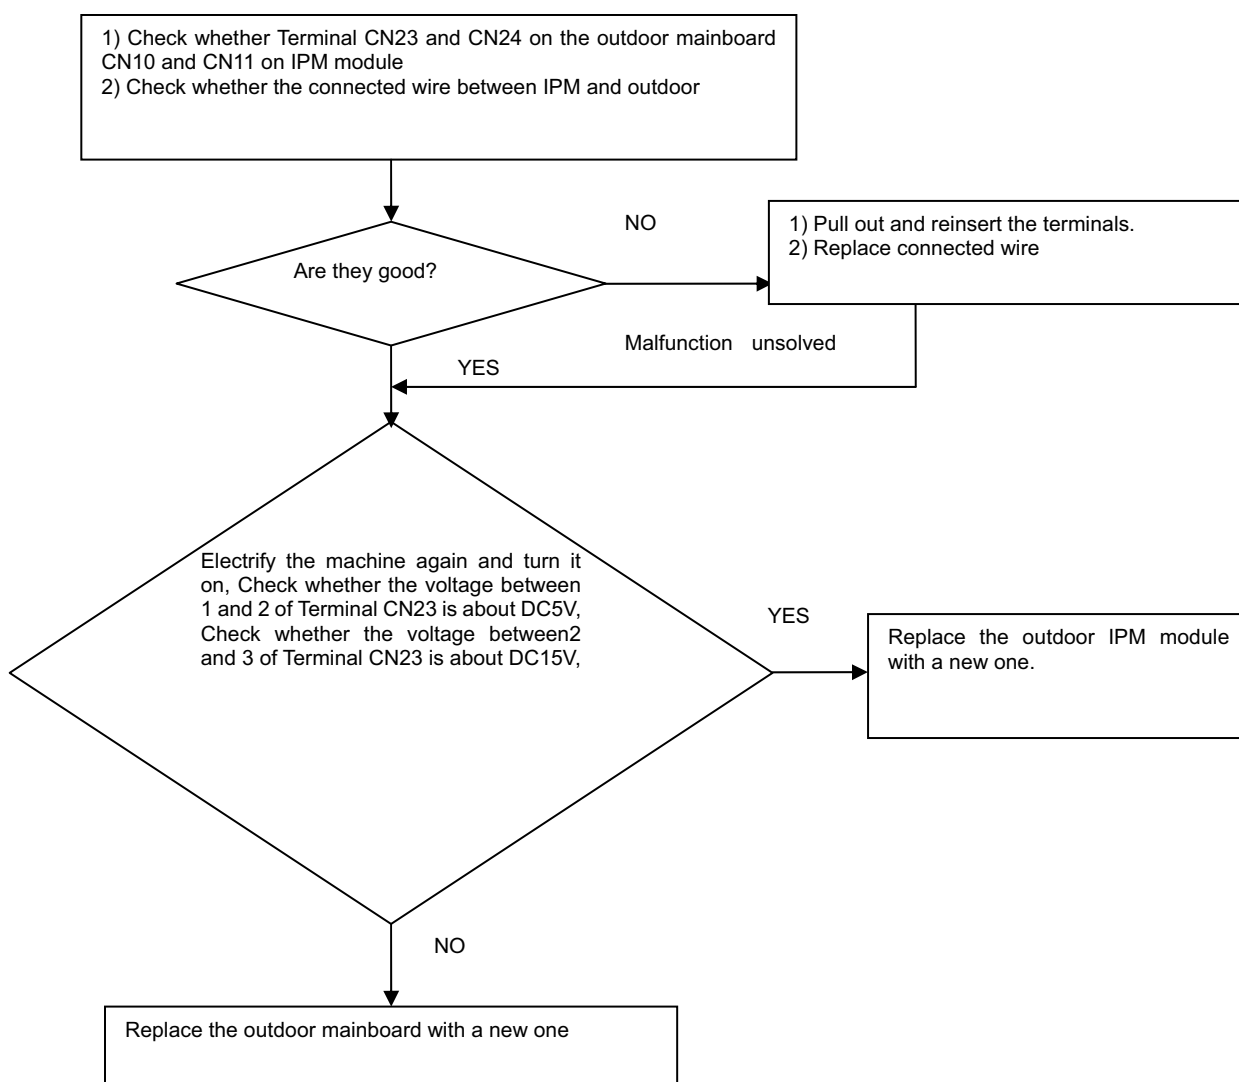 1) Check whether Terminal CN23 and CN24 on the outdoor mainboard
CN10 and CN11 on IPM module
2) Check whether the connected wire between IPM and outdoor
NO
1) Pull out and reinsert the terminals.
2) Replace connected wire
Are they good?
Malfunction unsolved
YES
Electrify the machine again and turn it
on, Check whether the voltage between
1 and 2 of Terminal CN23 is about DC5V,
Check whether the voltage between2
and 3 of Terminal CN23 is about DC15V,
YES
Replace the outdoor IPM module
with a new one.
NO
Replace the outdoor mainboard with a new one